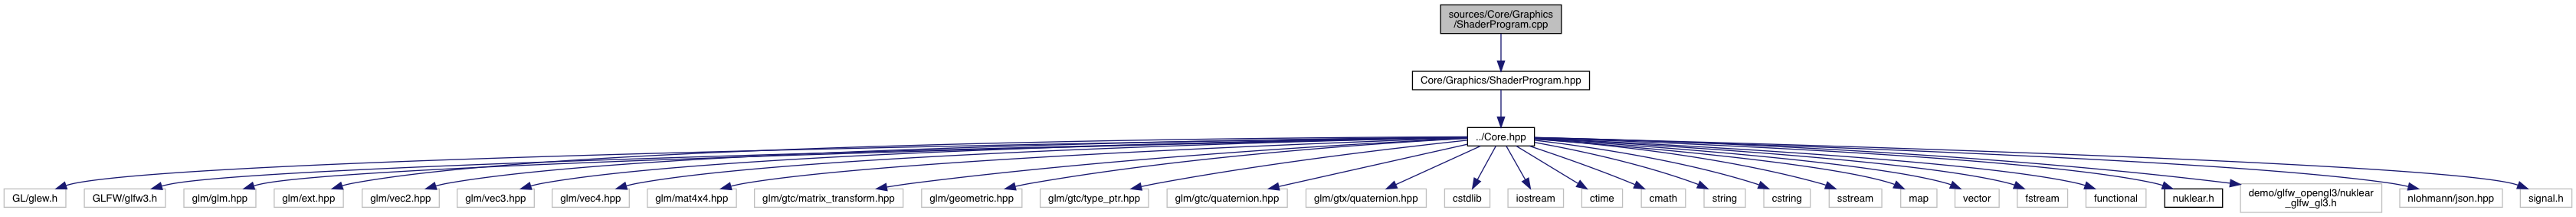 sources/Core/Graphics
/ShaderProgram.cpp
Core/Graphics/ShaderProgram.hpp
../Core.hpp
GL/glew.h
GLFW/glfw3.h
glm/glm.hpp
glm/ext.hpp
glm/vec2.hpp
glm/vec3.hpp
glm/vec4.hpp
glm/mat4x4.hpp
glm/gtc/matrix_transform.hpp
glm/geometric.hpp
glm/gtc/type_ptr.hpp
glm/gtc/quaternion.hpp
glm/gtx/quaternion.hpp
cstdlib
iostream
ctime
cmath
string
cstring
sstream
map
vector
fstream
functional
nuklear.h
demo/glfw_opengl3/nuklear
_glfw_gl3.h
nlohmann/json.hpp
signal.h